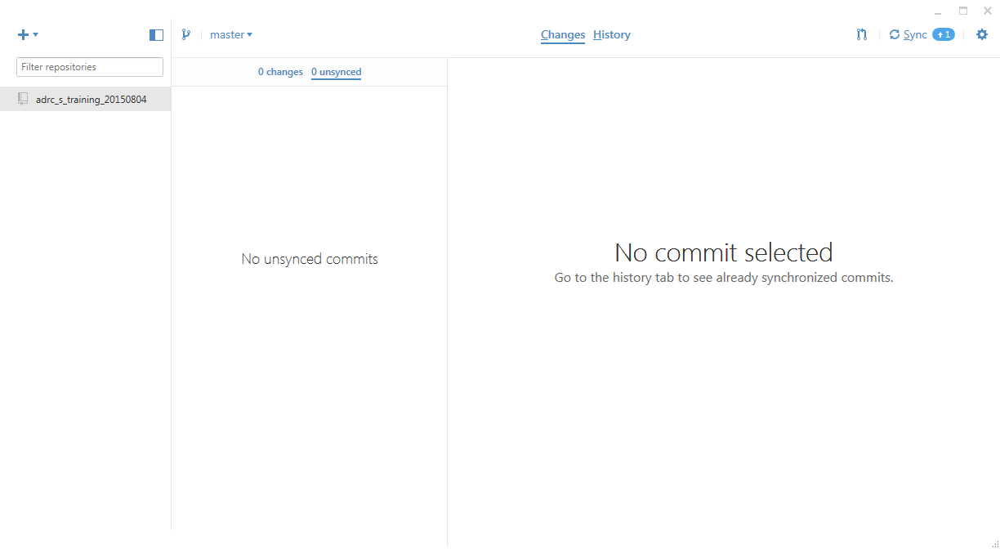 master
Changes History
Sync 1
Filter repositories
0 changes 0 unsynced
adrc_s_training_20150804
No unsynced commits
No commit selected
Go to the history tab to see already synchronized commits.